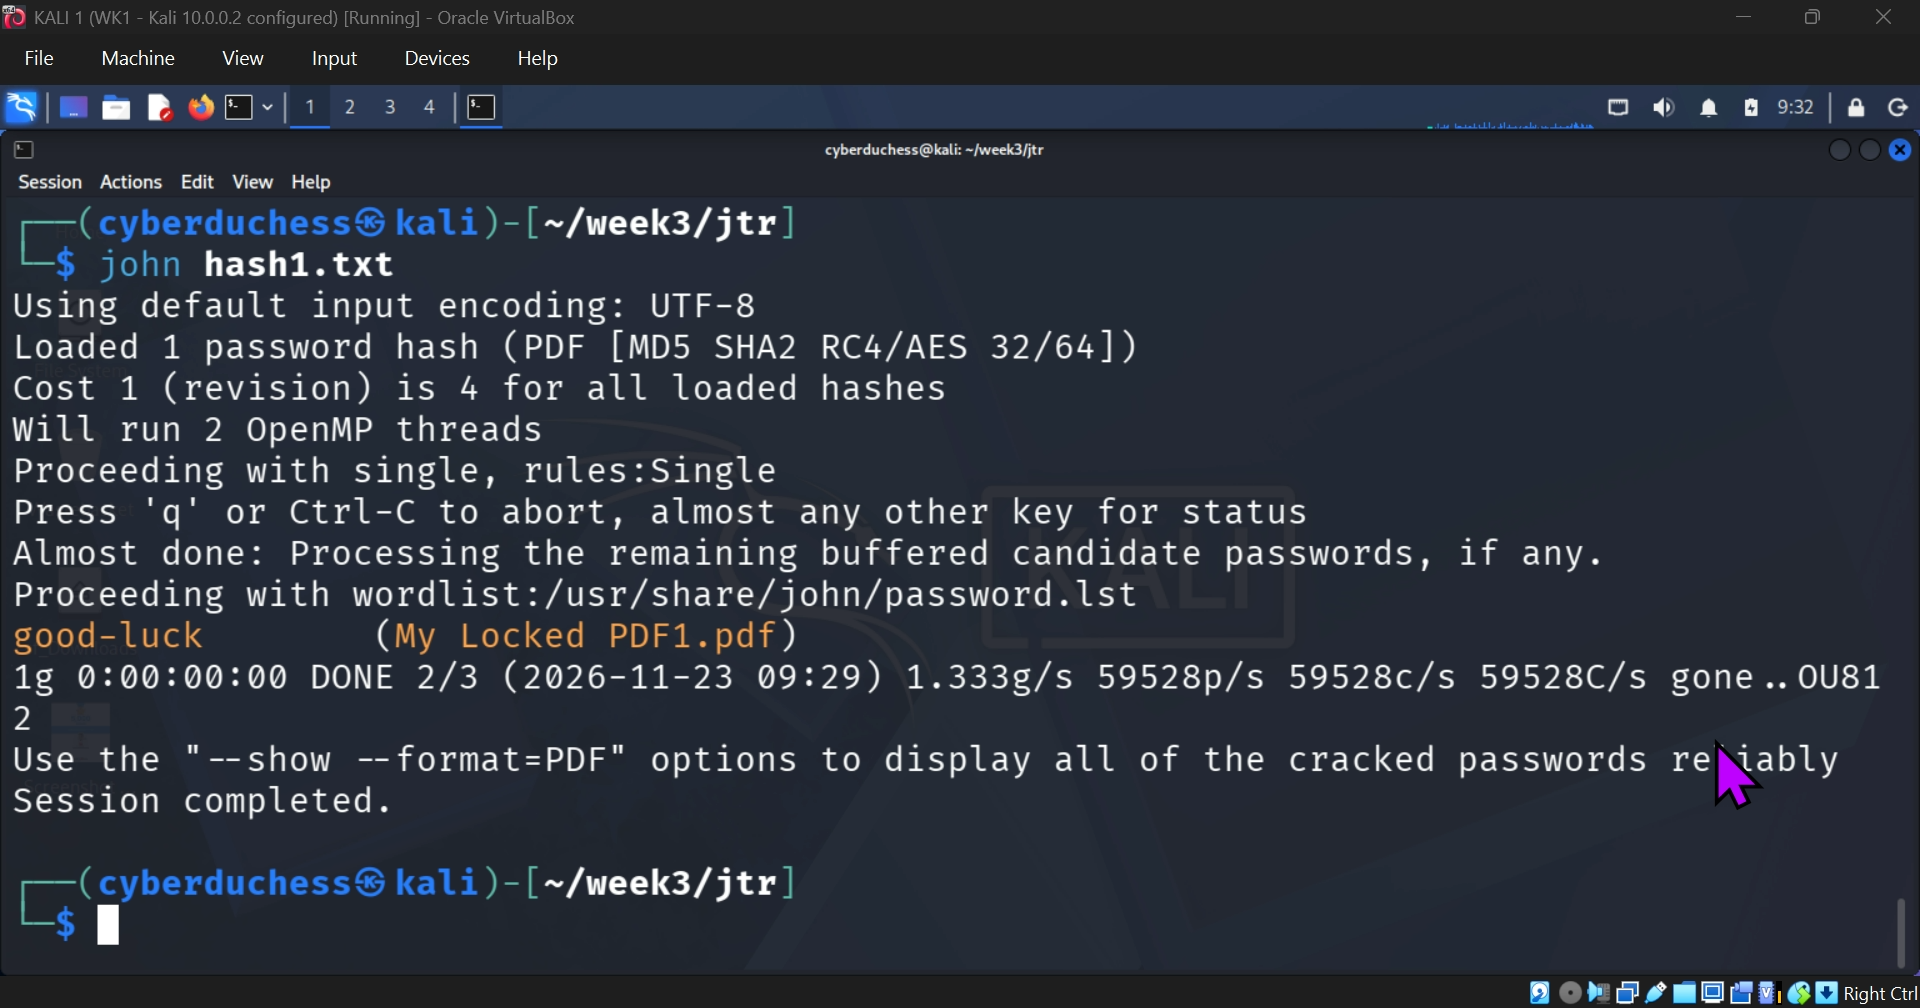 KALI 1 (WK1 - Kali 10.0.0.2 configured) [Running] - Oracle VirtualBox
File Machine View Input Devices Help
1 2 3 4 9:32
cyberduchess@kali: ~/week3/jtr
Session Actions Edit View Help
┌──(cyberduchess㉿kali)-[~/week3/jtr]
└─$ john hash1.txt
Using default input encoding: UTF-8
Loaded 1 password hash (PDF [MD5 SHA2 RC4/AES 32/64])
Cost 1 (revision) is 4 for all loaded hashes
Will run 2 OpenMP threads
Proceeding with single, rules:Single
Press 'q' or Ctrl-C to abort, almost any other key for status
Almost done: Processing the remaining buffered candidate passwords, if any.
Proceeding with wordlist:/usr/share/john/password.lst
good-luck (My Locked PDF1.pdf)
1g 0:00:00:00 DONE 2/3 (2026-11-23 09:29) 1.333g/s 59528p/s 59528c/s 59528C/s gone..OU81
2
Use the "--show --format=PDF" options to display all of the cracked passwords reliably
Session completed.
┌──(cyberduchess㉿kali)-[~/week3/jtr]
└─$
KALI
File System
Right Ctrl